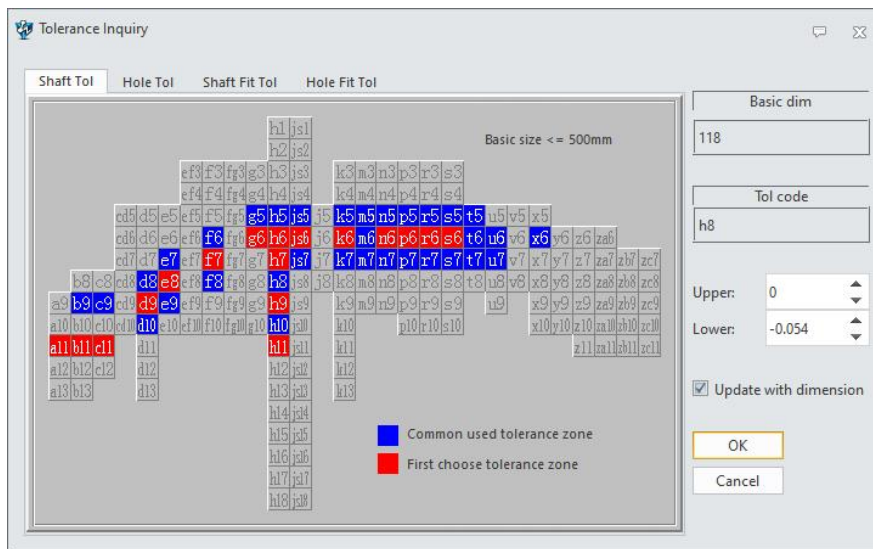 Tolerance Inquiry
Shaft Tol Hole Tol Shaft Fit Tol Hole Fit Tol
Basic dim
118
Basic size <= 500mm
Tol code
h8
Upper: 0
Lower: -0.054
Update with dimension
OK
Cancel
h1 js1
h2 js2
ef3 f3 fg3 g3 h3 js3 k3 m3 n3 p3 r3 s3
ef4 f4 fg4 g4 h4 js4 k4 m4 n4 p4 r4 s4
cd5 d5 e5 ef5 f5 fg5 g5 h5 js5 j5 k5 m5 n5 p5 r5 s5 t5 u5 v5 x5
cd6 d6 e6 ef6 f6 fg6 g6 h6 js6 j6 k6 m6 n6 p6 r6 s6 t6 u6 v6 x6 y6 z6 za6
cd7 d7 e7 ef7 f7 fg7 g7 h7 js7 j7 k7 m7 n7 p7 r7 s7 t7 u7 v7 x7 y7 z7 za7 zb7 zc7
b8 c8 cd8 d8 e8 ef8 f8 fg8 g8 h8 js8 j8 k8 m8 n8 p8 r8 s8 t8 u8 v8 x8 y8 z8 za8 zb8 zc8
a9 b9 c9 cd9 d9 e9 ef9 f9 fg9 g9 h9 js9 k9 m9 n9 p9 r9 s9 u9 x9 y9 z9 za9 zb9 zc9
a10 b10 c10 cd10 d10 e10 ef10 f10 fg10 g10 h10 js10 k10 p10 r10 s10 x10 y10 z10 za10 zb10 zc10
a11 b11 c11 d11 h11 js11 k11 z11 za11 zb11 zc11
a12 b12 c12 d12 h12 js12 k12
a13 b13 d13 h13 js13 k13
h14 js14
h15 js15
h16 js16
h17 js17
h18 js18
Common used tolerance zone
First choose tolerance zone